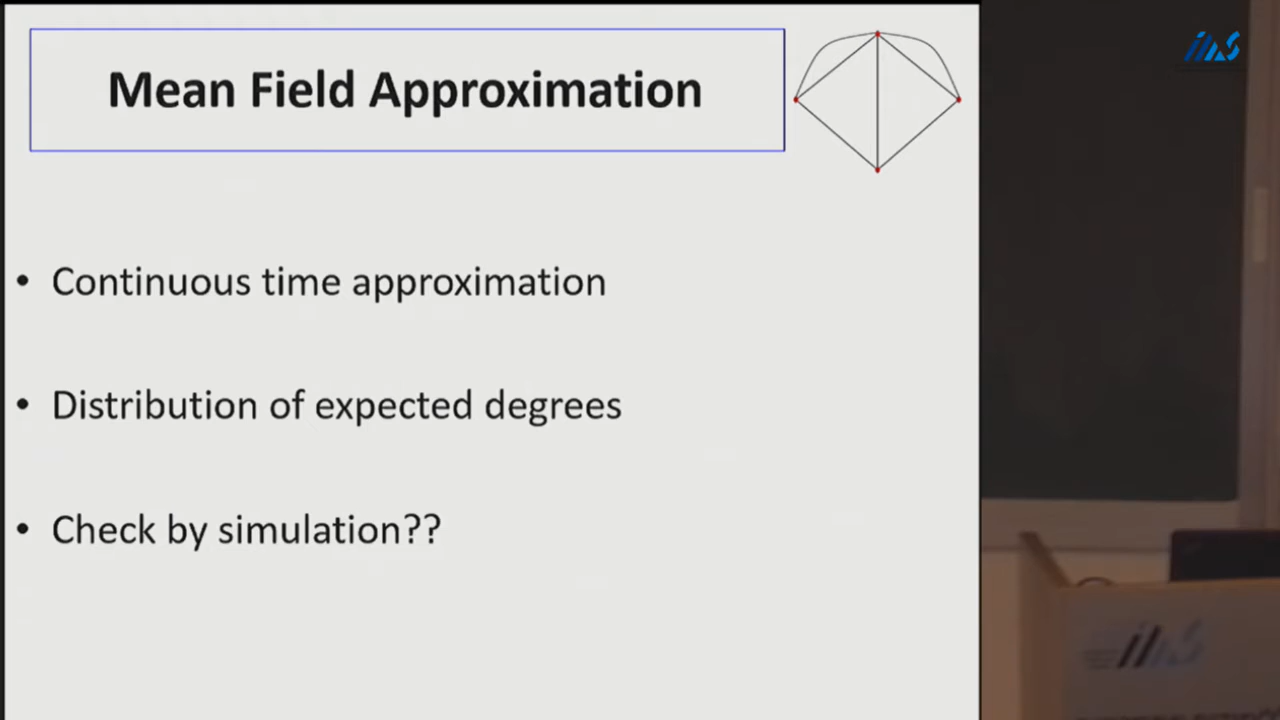 Mean Field Approximation
• Continuous time approximation
• Distribution of expected degrees
• Check by simulation??